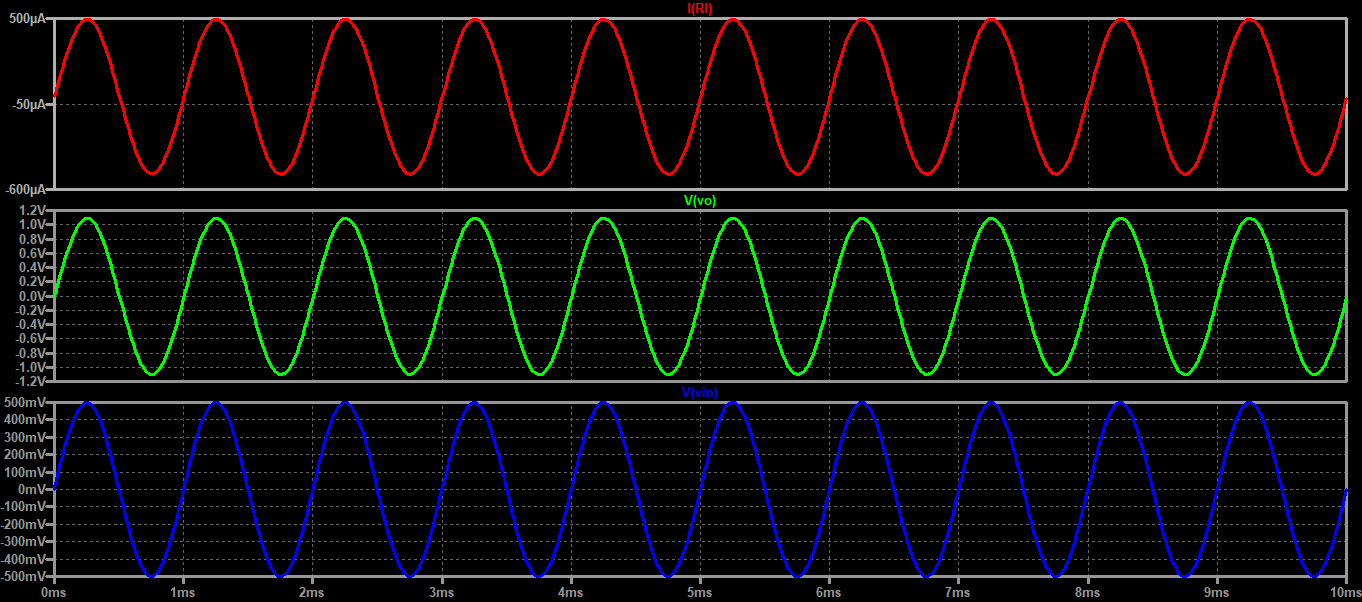 I(RI)
500µA
-50µA
-600µA
V(vo)
1.2V
1.0V
0.8V
0.6V
0.4V
0.2V
0.0V
-0.2V
-0.4V
-0.6V
-0.8V
-1.0V
-1.2V
V(vin)
500mV
400mV
300mV
200mV
100mV
0mV
-100mV
-200mV
-300mV
-400mV
-500mV
0ms 1ms 2ms 3ms 4ms 5ms 6ms 7ms 8ms 9ms 10ms